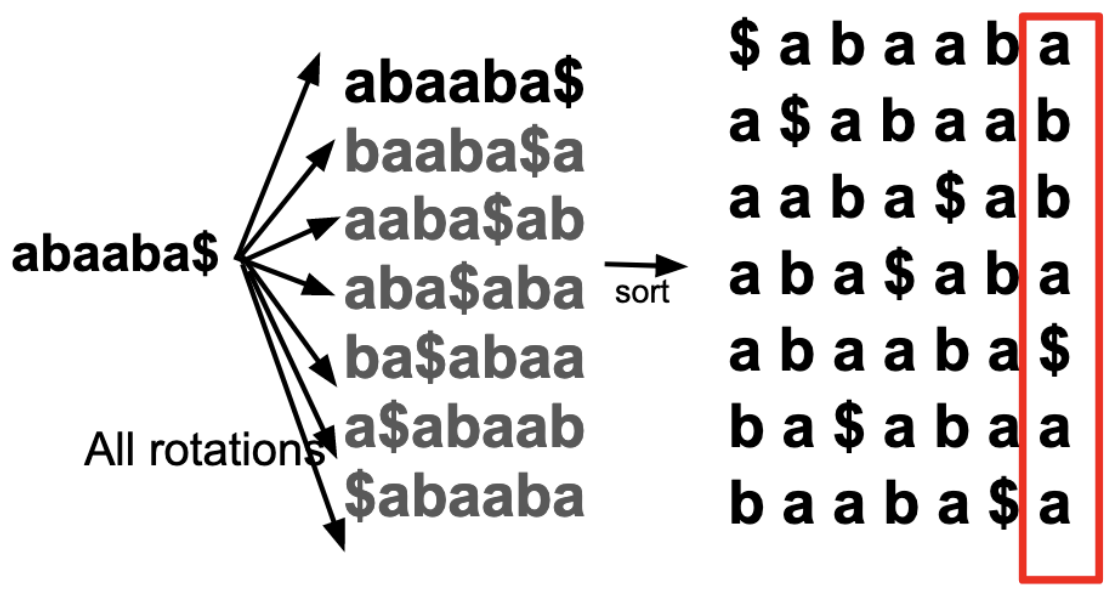 abaaba$
All rotations
abaaba$
baaba$a
aaba$ab
aba$aba
ba$abaa
a$abaab
$abaaba
sort
$ a b a a b a
a $ a b a a b
a a b a $ a b
a b a $ a b a
a b a a b a $
b a $ a b a a
b a a b a $ a